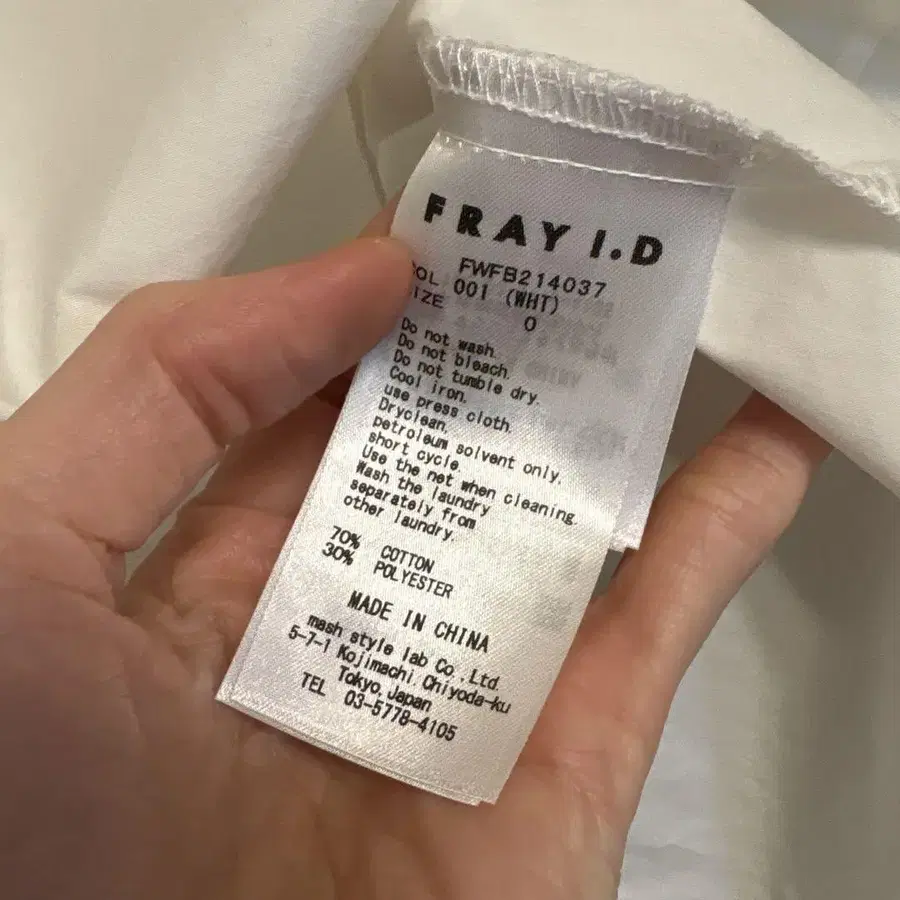 FRAY I.D
FWFB214037
COL 001 (WHT)
SIZE 0
Do not wash.
Do not bleach.
Do not tumble dry.
Cool iron.
use press cloth.
Dryclean.
petroleum solvent only.
short cycle.
Use the net when cleaning.
Wash the laundry
separately from
other laundry.
70% COTTON
30% POLYESTER
MADE IN CHINA
mash style lab Co.,Ltd.
5-7-1 Kojimachi,Chiyoda-ku
Tokyo,Japan
TEL 03-5778-4105